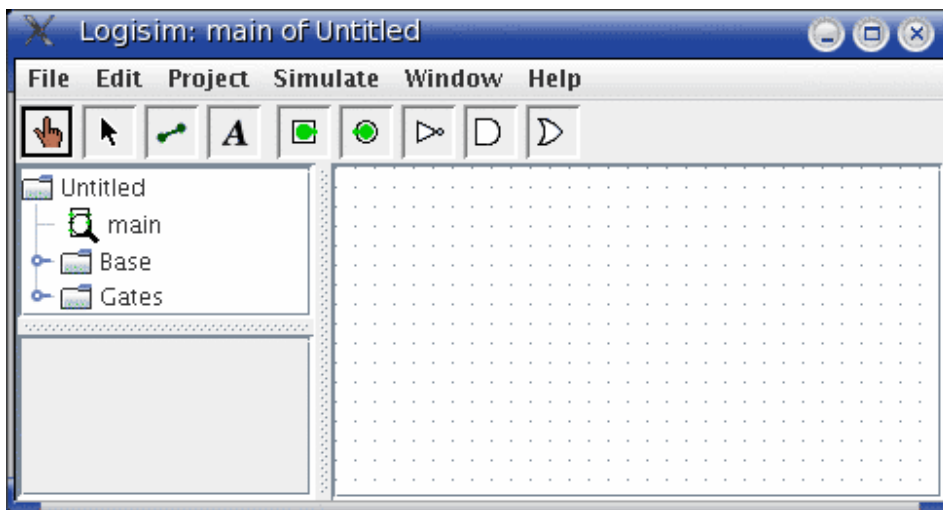 Logisim: main of Untitled
File Edit Project Simulate Window Help
A
Untitled
main
Base
Gates